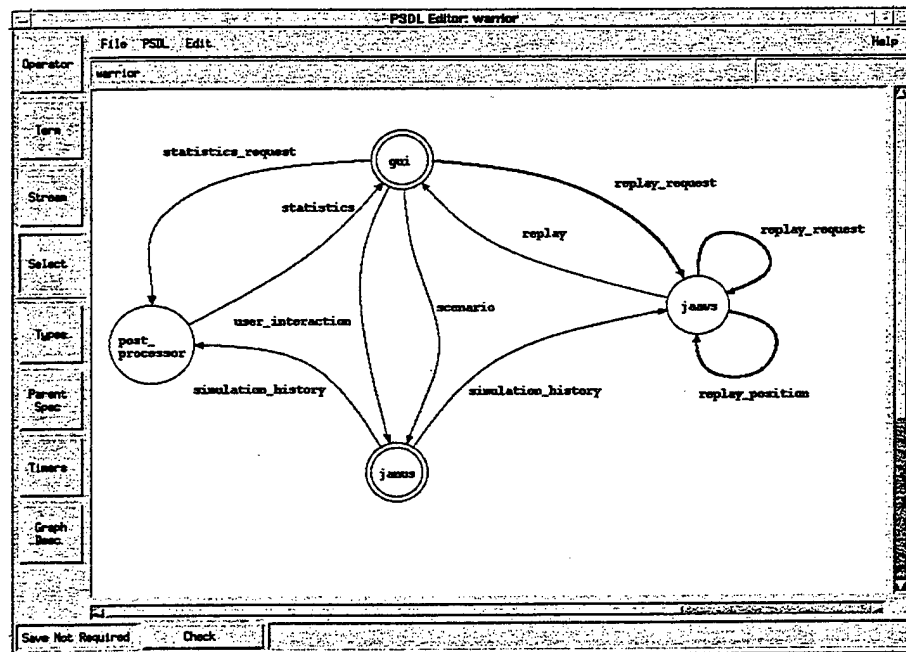 PSDL Editor: warrior
File PSDL Edit Help
Operator
warrior
Term
Stream
Select
Types
Parent
Spec
Timers
Graph
Desc
gui
statistics_request
replay_request
statistics
replay
replay_request
jaaws
user_interaction
scenario
post_
processor
simulation_history
simulation_history
replay_position
janus
Save Not Required Check